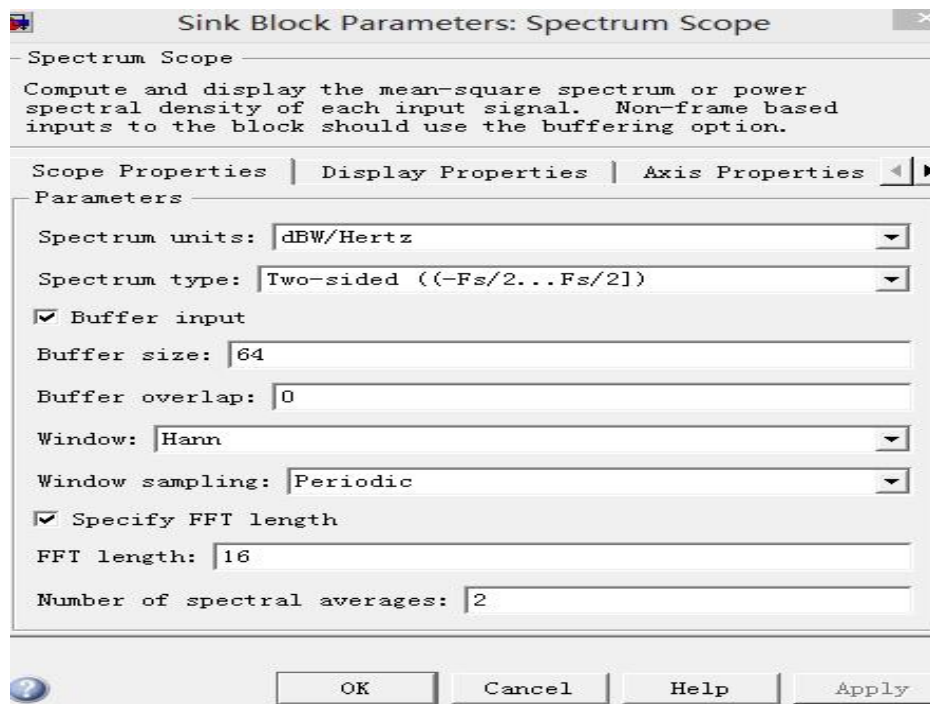 Sink Block Parameters: Spectrum Scope
Spectrum Scope
Compute and display the mean-square spectrum or power
spectral density of each input signal. Non-frame based
inputs to the block should use the buffering option.
Scope Properties | Display Properties | Axis Properties
Parameters
Spectrum units: dBW/Hertz
Spectrum type: Two-sided ((-Fs/2...Fs/2])
Buffer input
Buffer size: 64
Buffer overlap: 0
Window: Hann
Window sampling: Periodic
Specify FFT length
FFT length: 16
Number of spectral averages: 2
OK Cancel Help Apply